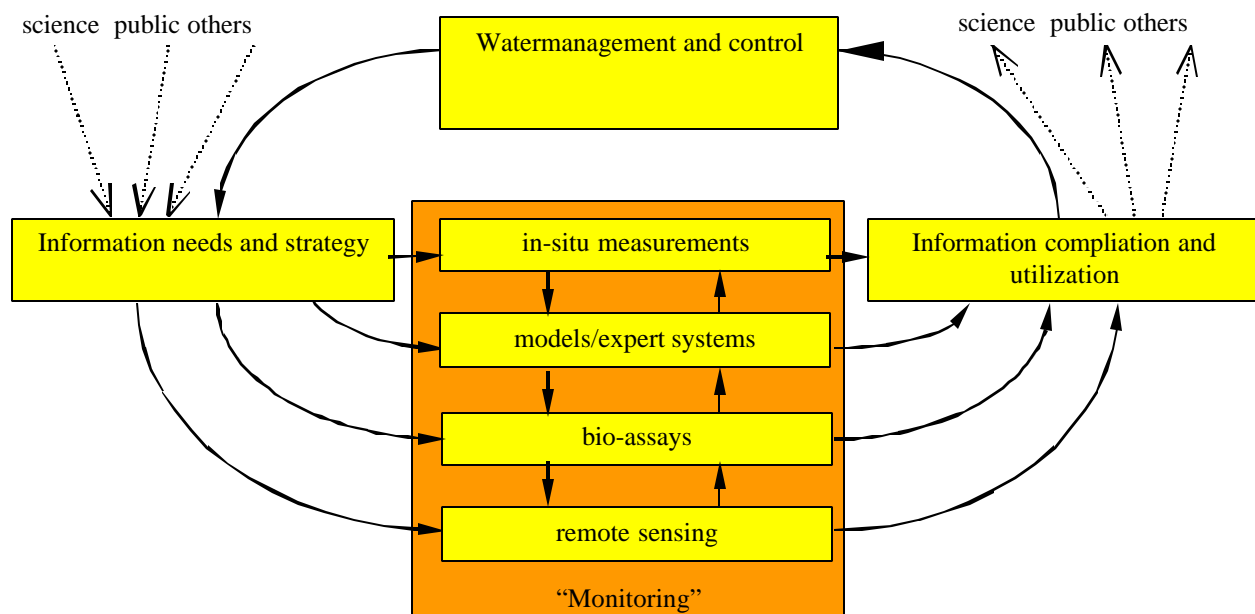 science public others
Watermanagement and control
science public others
Information needs and strategy
in-situ measurements
Information compliation and
utilization
models/expert systems
bio-assays
remote sensing
“Monitoring”